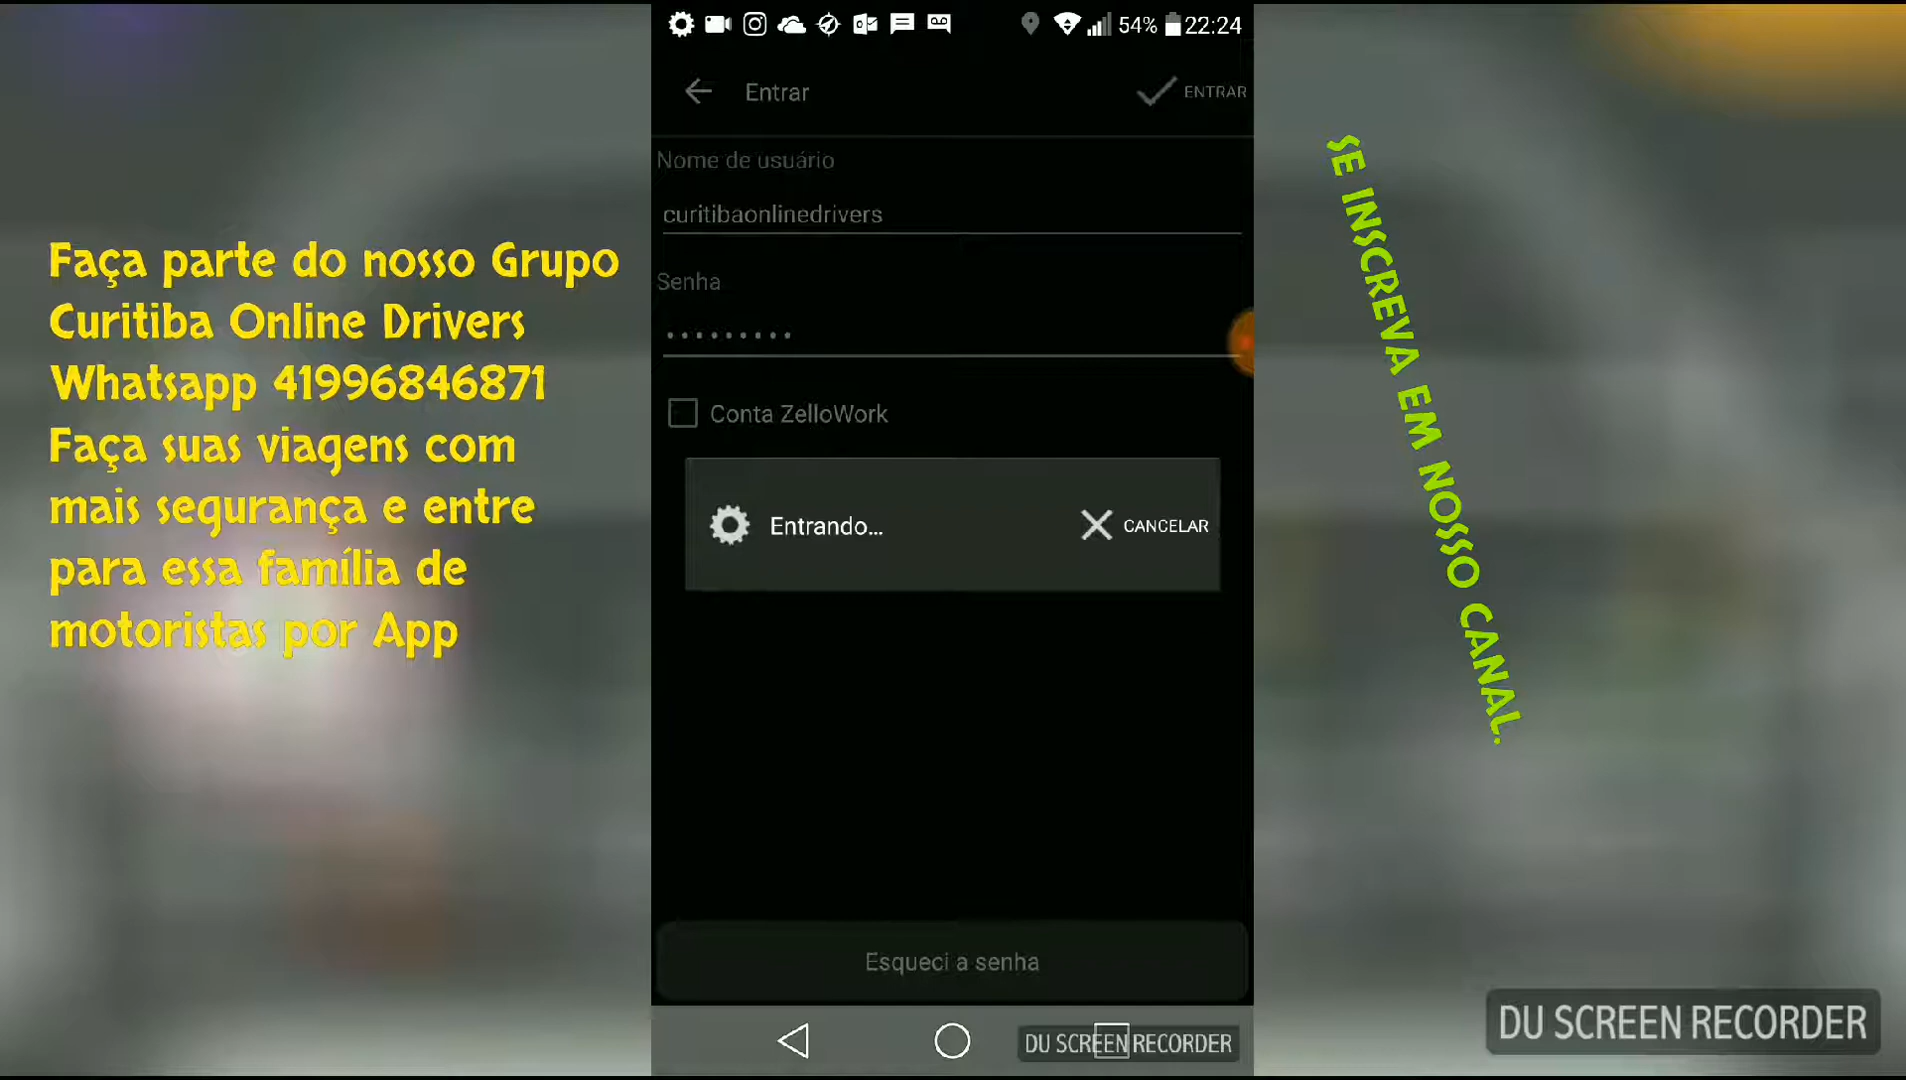 54% 22:24
Entrar
ENTRAR
Nome de usuário
curitibaonlinedrivers
Senha
Conta ZelloWork
Entrando...
CANCELAR
Esqueci a senha
DU SCREEN RECORDER
Faça parte do nosso Grupo
Curitiba Online Drivers
Whatsapp 41996846871
Faça suas viagens com
mais segurança e entre
para essa família de
motoristas por App
SE INSCREVA EM NOSSO CANAL.
DU SCREEN RECORDER